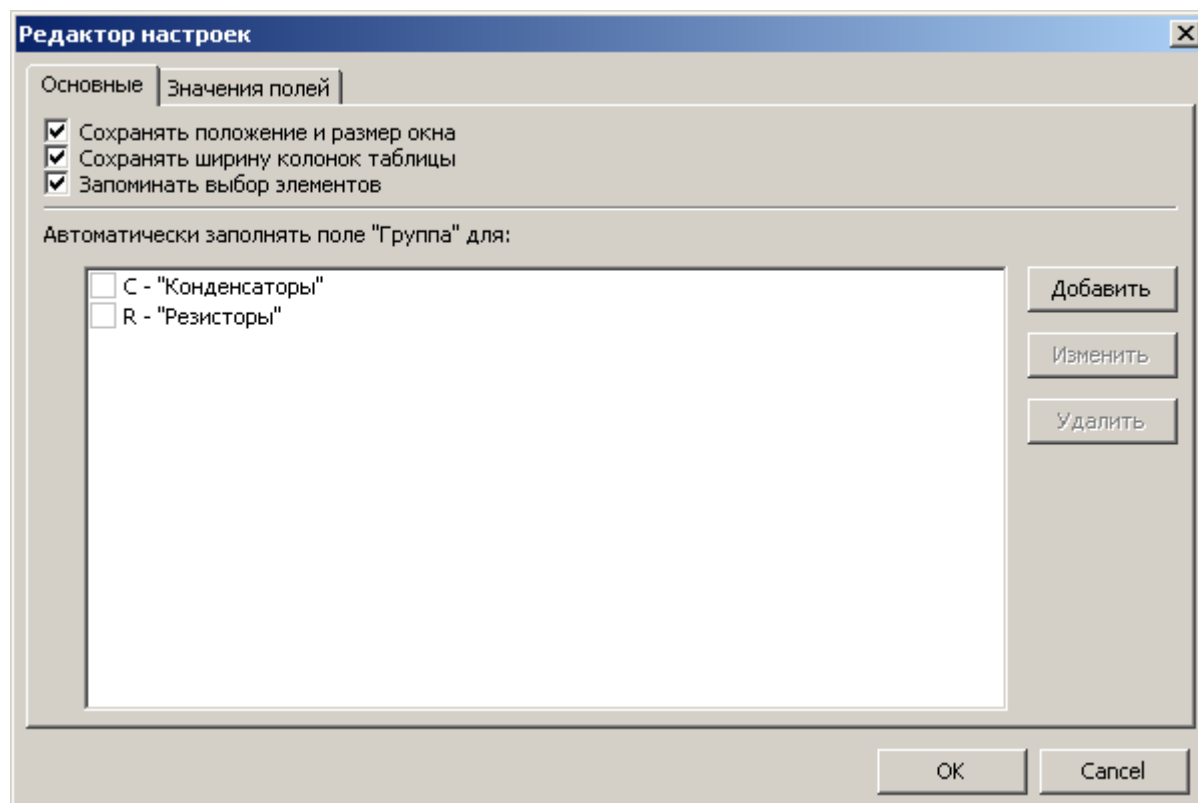 Редактор настроек
Основные
Значения полей
Сохранять положение и размер окна
Сохранять ширину колонок таблицы
Запоминать выбор элементов
Автоматически заполнять поле "Группа" для:
C - "Конденсаторы"
R - "Резисторы"
Добавить
Изменить
Удалить
OK
Cancel